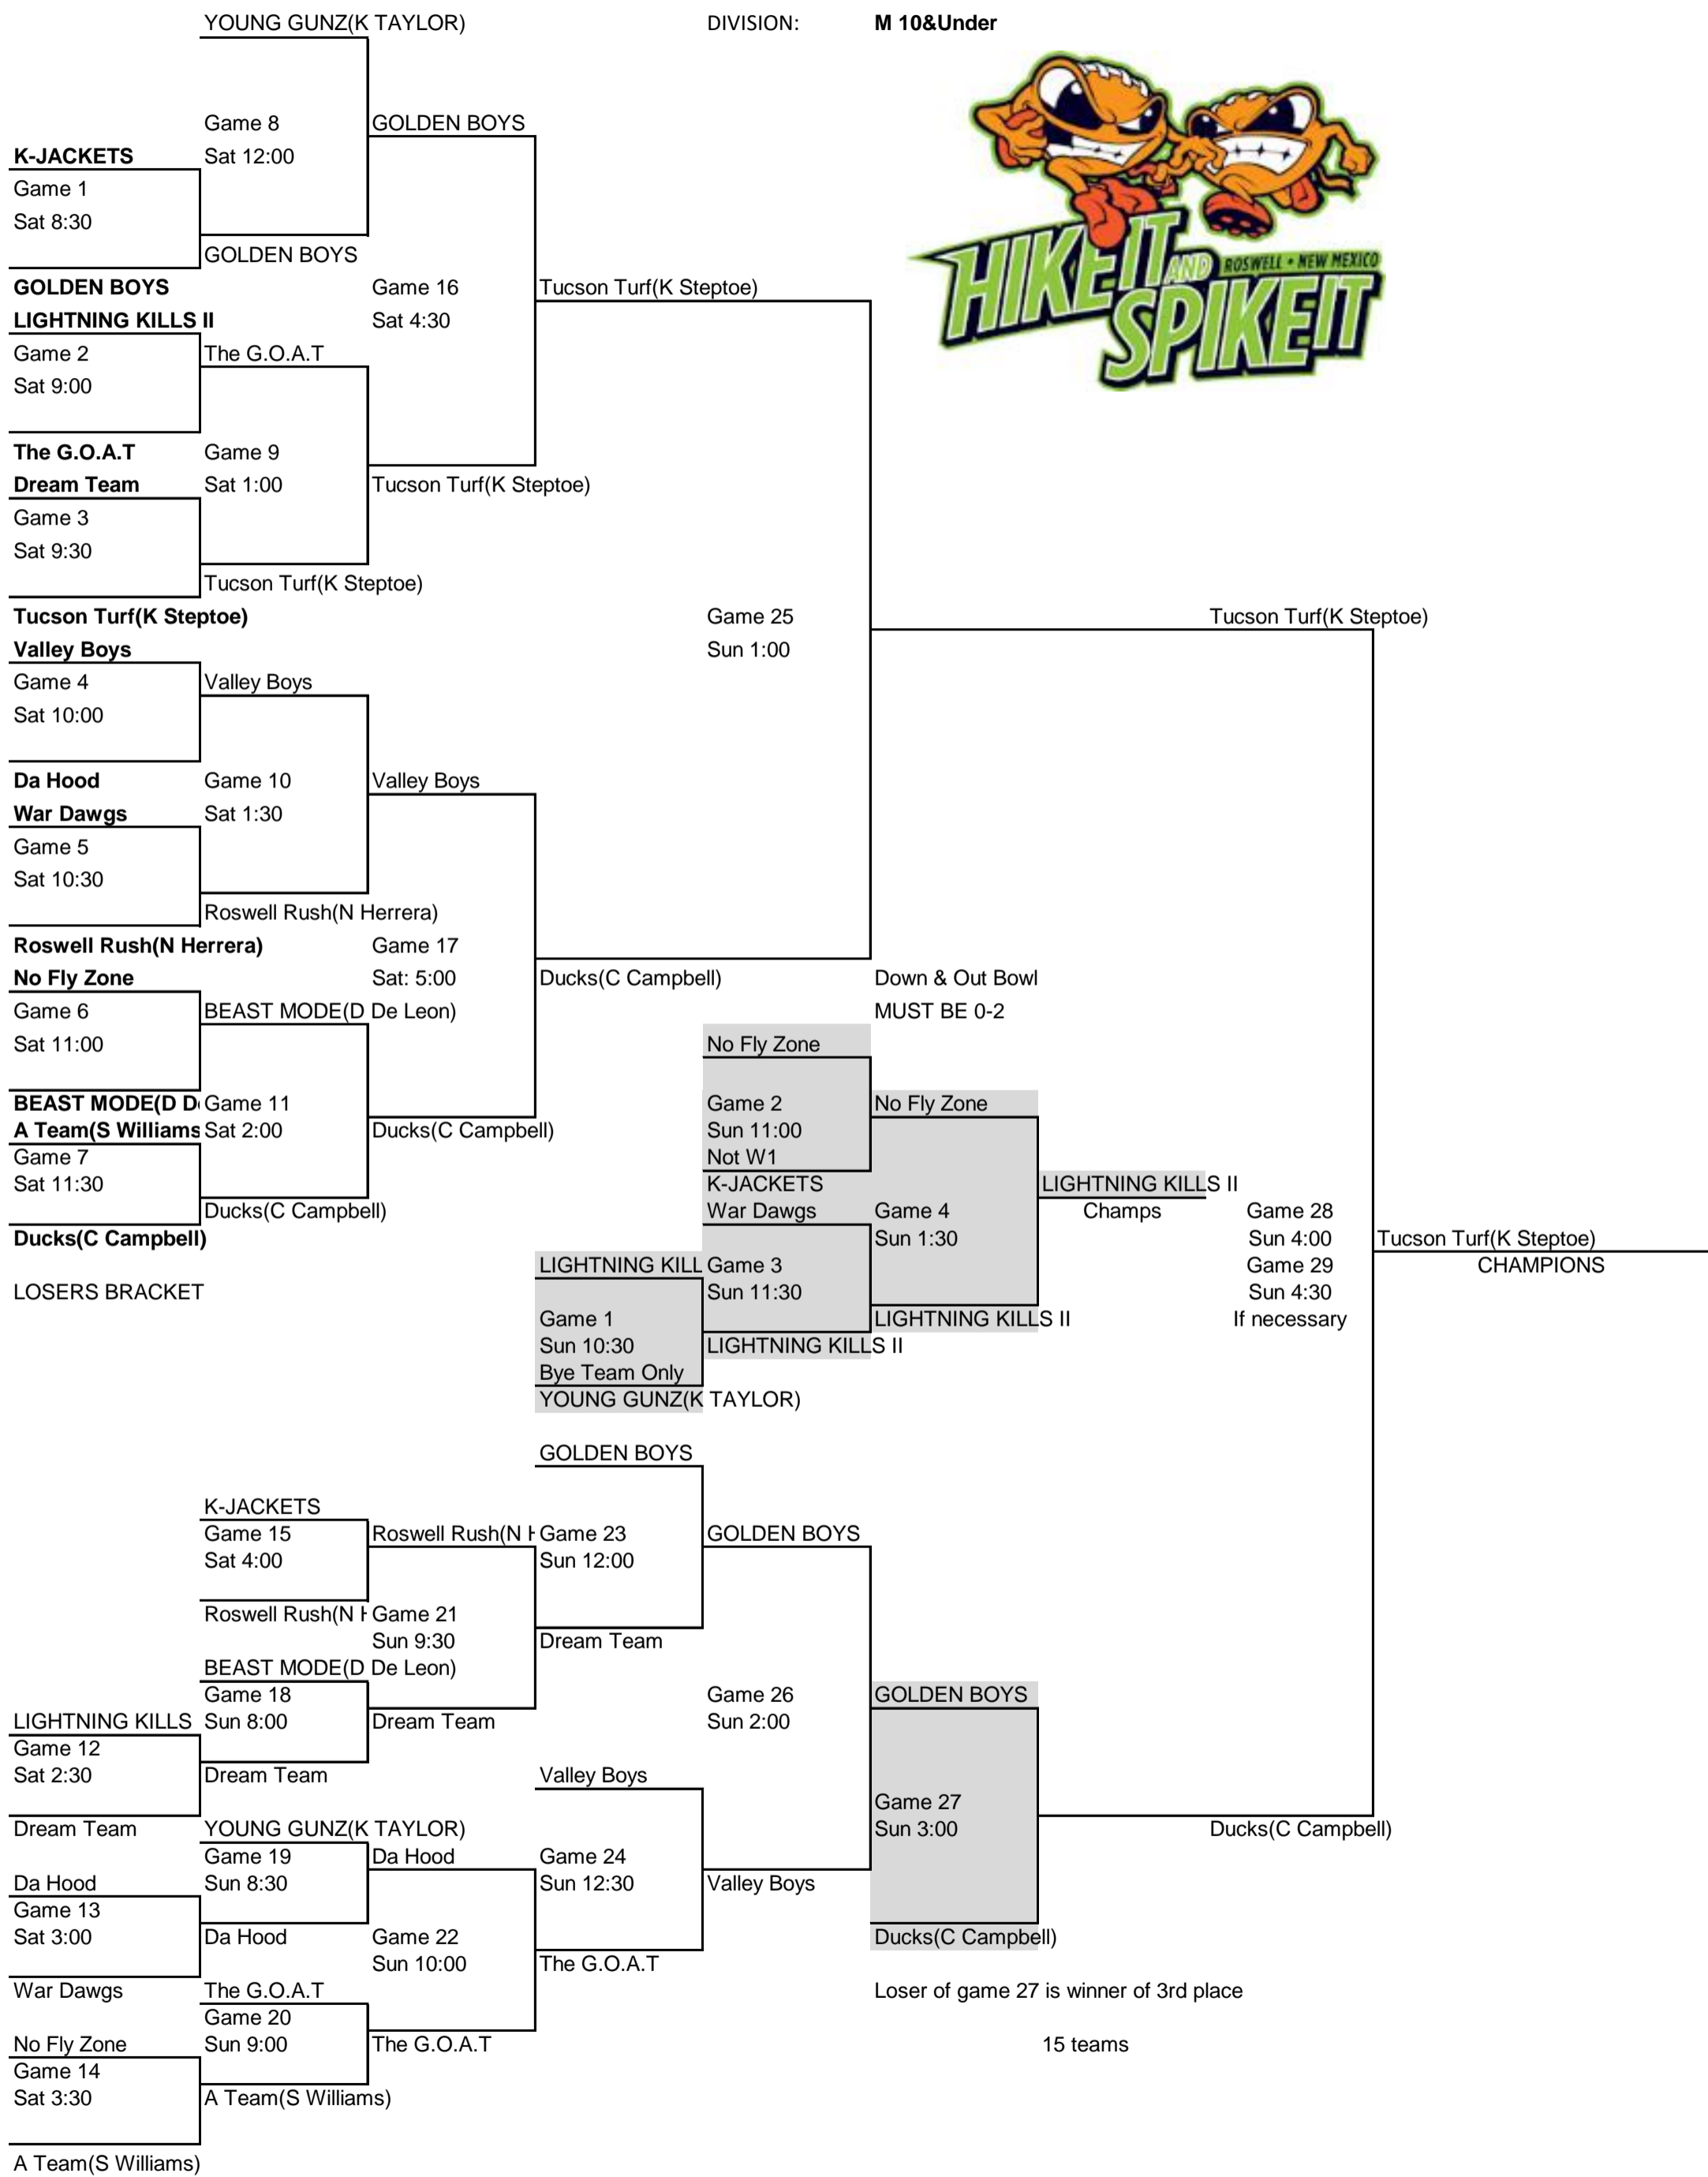 YOUNG GUNZ(K TAYLOR)
DIVISION:
M 10&Under
Game 8
GOLDEN BOYS
K-JACKETS
Sat 12:00
Game 1
Sat 8:30
GOLDEN BOYS
HIKE IT AND SPIKE IT
ROSWELL • NEW MEXICO
GOLDEN BOYS
Game 16
Tucson Turf(K Steptoe)
LIGHTNING KILLS II
Sat 4:30
Game 2
The G.O.A.T
Sat 9:00
The G.O.A.T
Game 9
Dream Team
Sat 1:00
Tucson Turf(K Steptoe)
Game 3
Sat 9:30
Tucson Turf(K Steptoe)
Tucson Turf(K Steptoe)
Game 25
Tucson Turf(K Steptoe)
Valley Boys
Sun 1:00
Game 4
Valley Boys
Sat 10:00
Da Hood
Game 10
Valley Boys
War Dawgs
Sat 1:30
Game 5
Sat 10:30
Roswell Rush(N Herrera)
Roswell Rush(N Herrera)
Game 17
No Fly Zone
Sat: 5:00
Ducks(C Campbell)
Down & Out Bowl
Game 6
BEAST MODE(D De Leon)
MUST BE 0-2
Sat 11:00
No Fly Zone
BEAST MODE(D D
Game 11
Game 2
No Fly Zone
A Team(S Williams
Sat 2:00
Ducks(C Campbell)
Sun 11:00
Game 7
Not W1
Sat 11:30
K-JACKETS
LIGHTNING KILLS II
Ducks(C Campbell)
War Dawgs
Game 4
Champs
Game 28
Ducks(C Campbell)
Sun 1:30
Sun 4:00
Tucson Turf(K Steptoe)
LIGHTNING KILL
Game 3
Game 29
CHAMPIONS
LOSERS BRACKET
Sun 11:30
Sun 4:30
Game 1
LIGHTNING KILLS II
If necessary
Sun 10:30
LIGHTNING KILLS II
Bye Team Only
YOUNG GUNZ(K TAYLOR)
GOLDEN BOYS
K-JACKETS
Game 15
Roswell Rush(N H
Game 23
GOLDEN BOYS
Sat 4:00
Sun 12:00
Roswell Rush(N H
Game 21
Sun 9:30
Dream Team
BEAST MODE(D De Leon)
Game 18
Game 26
GOLDEN BOYS
LIGHTNING KILLS
Sun 8:00
Dream Team
Sun 2:00
Game 12
Sat 2:30
Dream Team
Valley Boys
Game 27
Dream Team
YOUNG GUNZ(K TAYLOR)
Sun 3:00
Ducks(C Campbell)
Game 19
Da Hood
Game 24
Da Hood
Sun 8:30
Sun 12:30
Valley Boys
Game 13
Sat 3:00
Da Hood
Game 22
Ducks(C Campbell)
Sun 10:00
The G.O.A.T
War Dawgs
The G.O.A.T
Loser of game 27 is winner of 3rd place
Game 20
No Fly Zone
Sun 9:00
The G.O.A.T
15 teams
Game 14
Sat 3:30
A Team(S Williams)
A Team(S Williams)